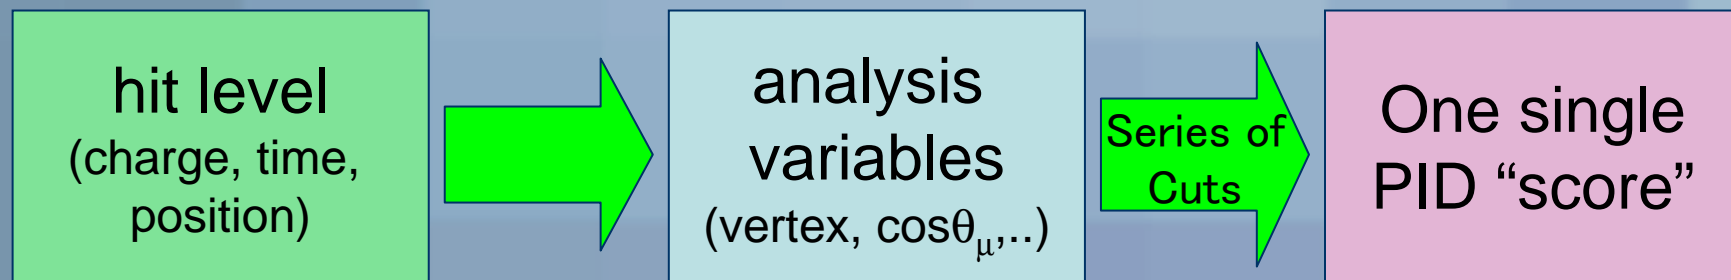 hit level
(charge, time,
position)
analysis
variables
(vertex, cosθμ,..)
Series of
Cuts
One single
PID “score”